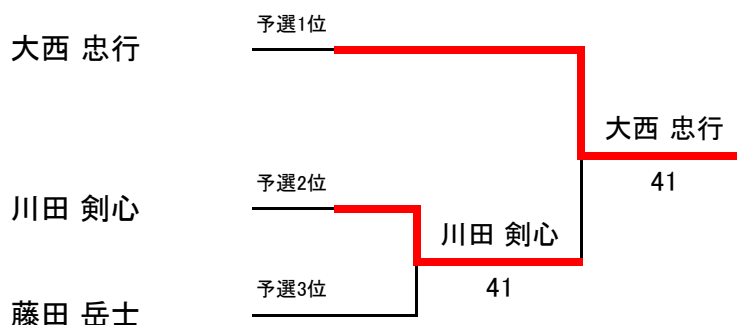 予選1位
大西 忠行
大西 忠行
41
予選2位
川田 剣心
川田 剣心
41
予選3位
藤田 岳士